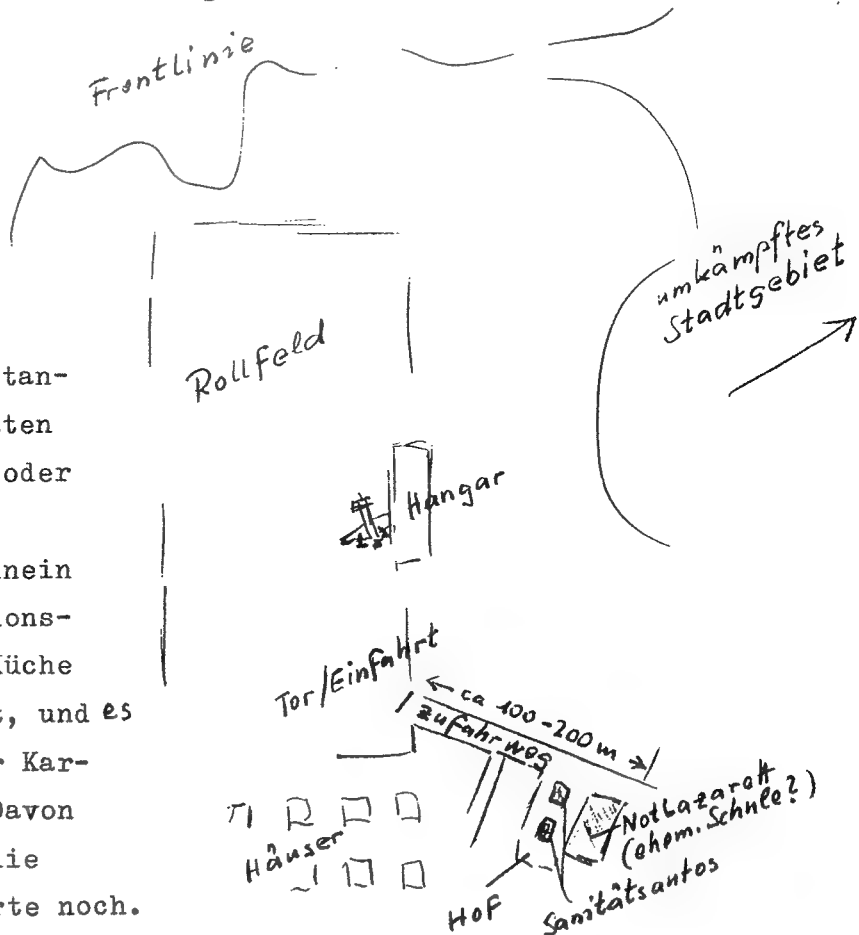 Frontlinie
umkämpftes
Stadtgebiet
Rollfeld
Hangar
Tor/Einfahrt
ca 100-200 m
Zufahrweg
Häuser
Notlazarett
(ehem. Schule?)
Sanitätsautos
Hof
tan-
ten
oder
nein
ons-
Küche
t, und es
r Kar-
Davon
ie
rte noch.